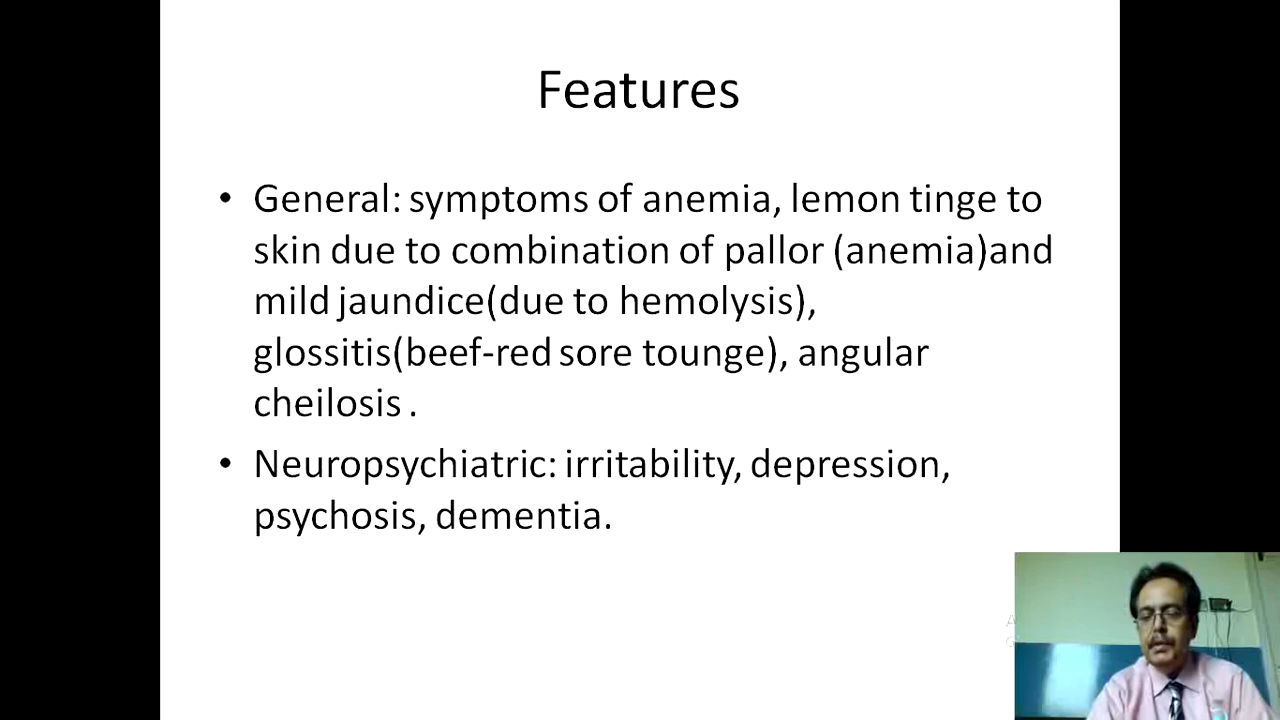 Features
• General: symptoms of anemia, lemon tinge to
skin due to combination of pallor (anemia)and
mild jaundice(due to hemolysis),
glossitis(beef-red sore tounge), angular
cheilosis .
• Neuropsychiatric: irritability, depression,
psychosis, dementia.